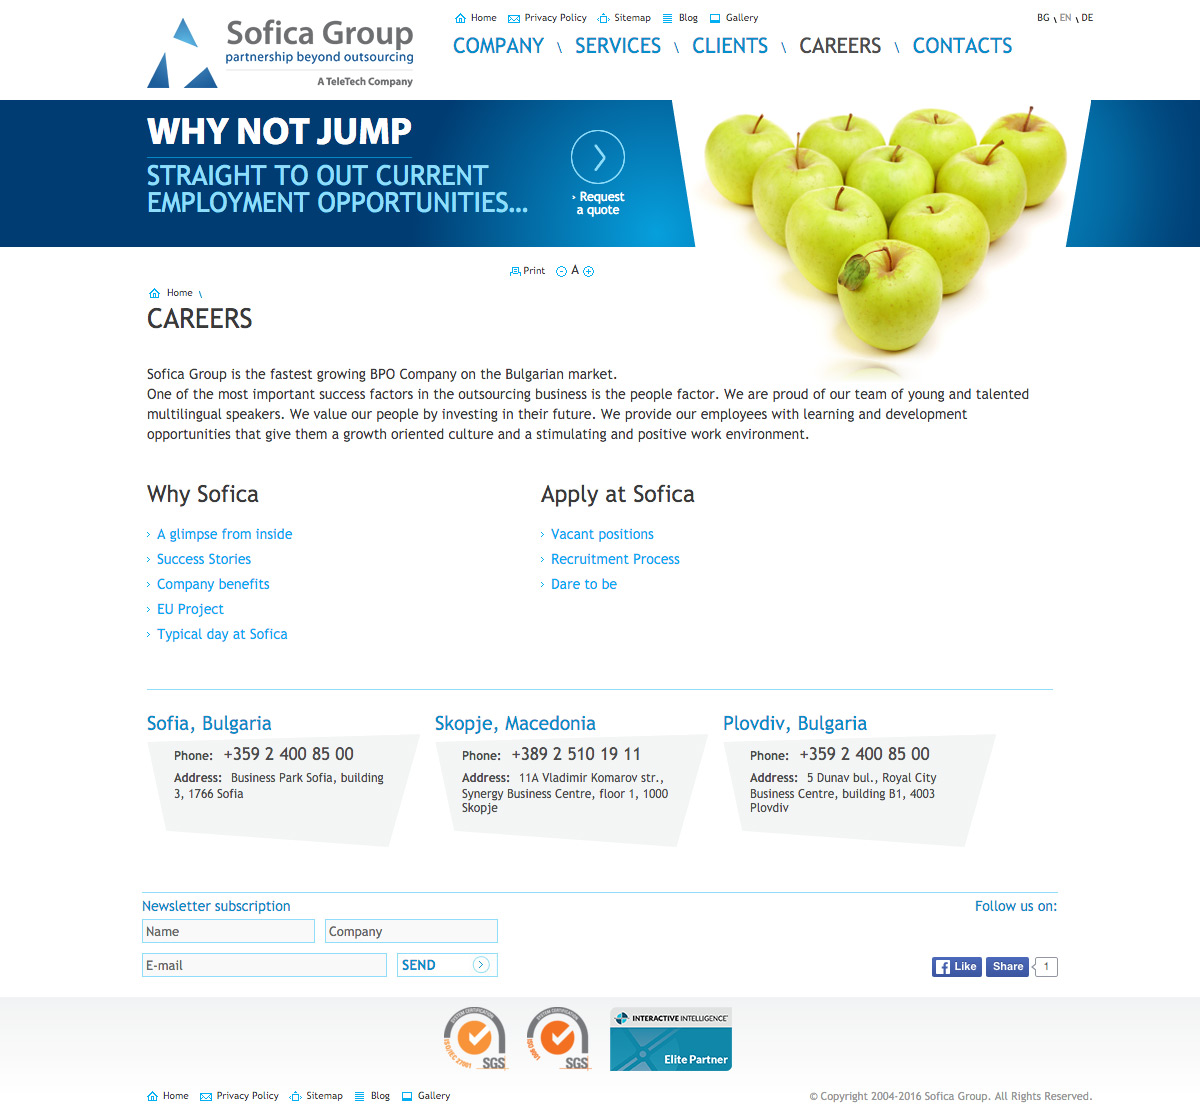 Sofica Group
partnership beyond outsourcing
A TeleTech Company
Home Privacy Policy Sitemap Blog Gallery
BG \ EN \ DE
COMPANY \ SERVICES \ CLIENTS \ CAREERS \ CONTACTS
WHY NOT JUMP
STRAIGHT TO OUT CURRENT
EMPLOYMENT OPPORTUNITIES...
› Request
a quote
Print A
Home \
CAREERS
Sofica Group is the fastest growing BPO Company on the Bulgarian market.
One of the most important success factors in the outsourcing business is the people factor. We are proud of our team of young and talented
multilingual speakers. We value our people by investing in their future. We provide our employees with learning and development
opportunities that give them a growth oriented culture and a stimulating and positive work environment.
Why Sofica
› A glimpse from inside
› Success Stories
› Company benefits
› EU Project
› Typical day at Sofica
Apply at Sofica
› Vacant positions
› Recruitment Process
› Dare to be
Sofia, Bulgaria
Phone: +359 2 400 85 00
Address: Business Park Sofia, building
3, 1766 Sofia
Skopje, Macedonia
Phone: +389 2 510 19 11
Address: 11A Vladimir Komarov str.,
Synergy Business Centre, floor 1, 1000
Skopje
Plovdiv, Bulgaria
Phone: +359 2 400 85 00
Address: 5 Dunav bul., Royal City
Business Centre, building B1, 4003
Plovdiv
Newsletter subscription
Name
Company
E-mail
SEND
Follow us on:
Like Share 1
SYSTEM CERTIFICATION
ISO/IEC 27001
SGS
SYSTEM CERTIFICATION
ISO 9001
SGS
INTERACTIVE INTELLIGENCE
Elite Partner
Home Privacy Policy Sitemap Blog Gallery
© Copyright 2004-2016 Sofica Group. All Rights Reserved.